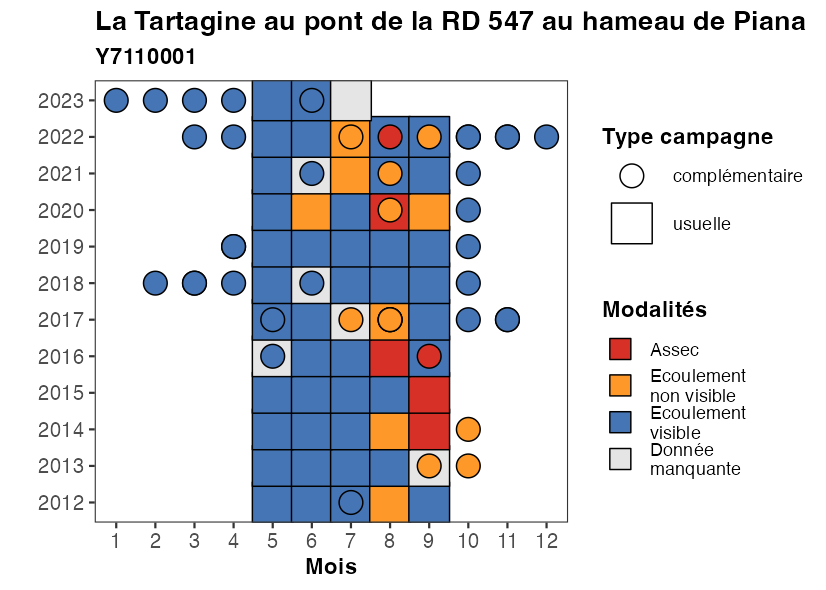 La Tartagine au pont de la RD 547 au hameau de Piana
Y7110001
2023
2022
2021
2020
2019
2018
2017
2016
2015
2014
2013
2012
1 2 3 4 5 6 7 8 9 10 11 12
Mois
Type campagne
complémentaire
usuelle
Modalités
Assec
Ecoulement
non visible
Ecoulement
visible
Donnée
manquante